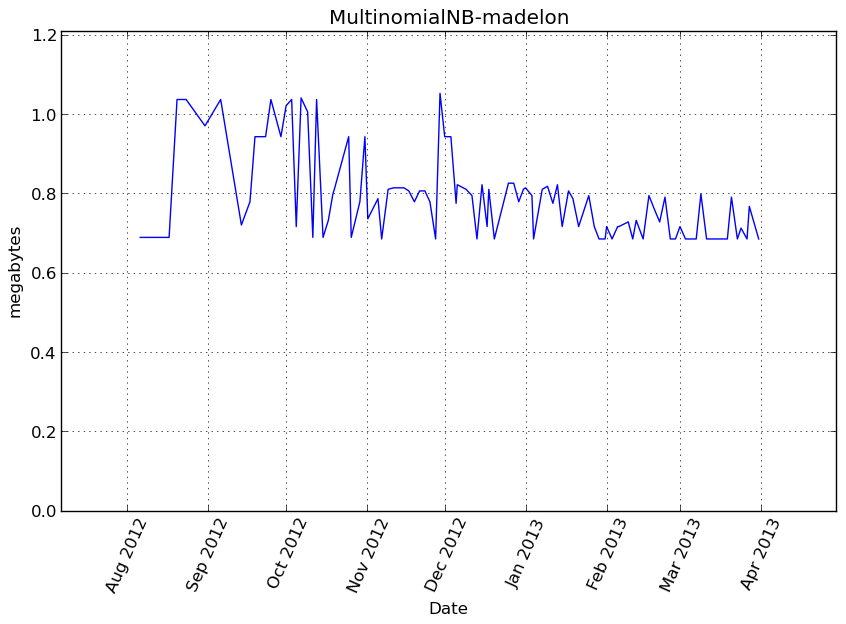 MultinomialNB-madelon
1.2
1.0
0.8
0.6
0.4
0.2
0.0
megabytes
Aug 2012
Sep 2012
Oct 2012
Nov 2012
Dec 2012
Jan 2013
Feb 2013
Mar 2013
Apr 2013
Date